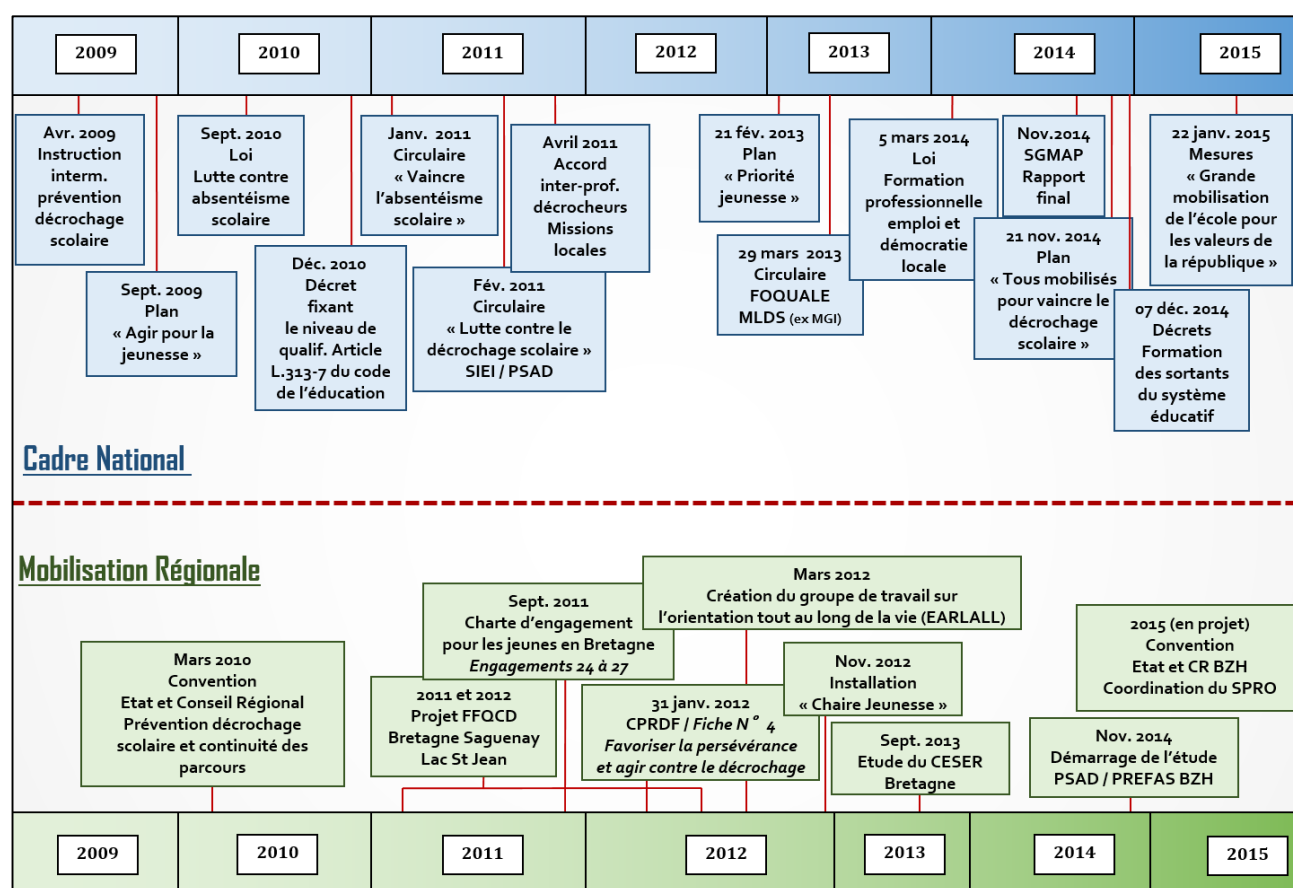 2009
2010
2011
2012
2013
2014
2015
Avr. 2009
Instruction
interm.
prévention
décrochage
scolaire
Sept. 2009
Plan
« Agir pour la
jeunesse »
Sept. 2010
Loi
Lutte contre
absentéisme
scolaire
Déc. 2010
Décret
fixant
le niveau de
qualif. Article
L.313-7 du code
de l’éducation
Janv. 2011
Circulaire
« Vaincre
l’absentéisme
scolaire »
Fév. 2011
Circulaire
« Lutte contre le
décrochage scolaire »
SIEI / PSAD
Avril 2011
Accord
inter-prof.
décrocheurs
Missions
locales
21 fév. 2013
Plan
« Priorité
jeunesse »
29 mars 2013
Circulaire
FOQUALE
MLDS (ex MGI)
5 mars 2014
Loi
Formation
professionnelle
emploi et
démocratie
locale
Nov.2014
SGMAP
Rapport
final
21 nov. 2014
Plan
« Tous mobilisés
pour vaincre le
décrochage
scolaire »
07 déc. 2014
Décrets
Formation
des sortants
du système
éducatif
22 janv. 2015
Mesures
« Grande
mobilisation
de l’école pour
les valeurs de
la république »
Cadre National
Mobilisation Régionale
Mars 2010
Convention
Etat et Conseil Régional
Prévention décrochage
scolaire et continuité des
parcours
2011 et 2012
Projet FFQCD
Bretagne Saguenay
Lac St Jean
Sept. 2011
Charte d’engagement
pour les jeunes en Bretagne
Engagements 24 à 27
31 janv. 2012
CPRDF / Fiche N° 4
Favoriser la persévérance
et agir contre le décrochage
Mars 2012
Création du groupe de travail sur
l’orientation tout au long de la vie (EARLALL)
Nov. 2012
Installation
« Chaire Jeunesse »
Sept. 2013
Etude du CESER
Bretagne
Nov. 2014
Démarrage de l’étude
PSAD / PREFAS BZH
2015 (en projet)
Convention
Etat et CR BZH
Coordination du SPRO
2009
2010
2011
2012
2013
2014
2015